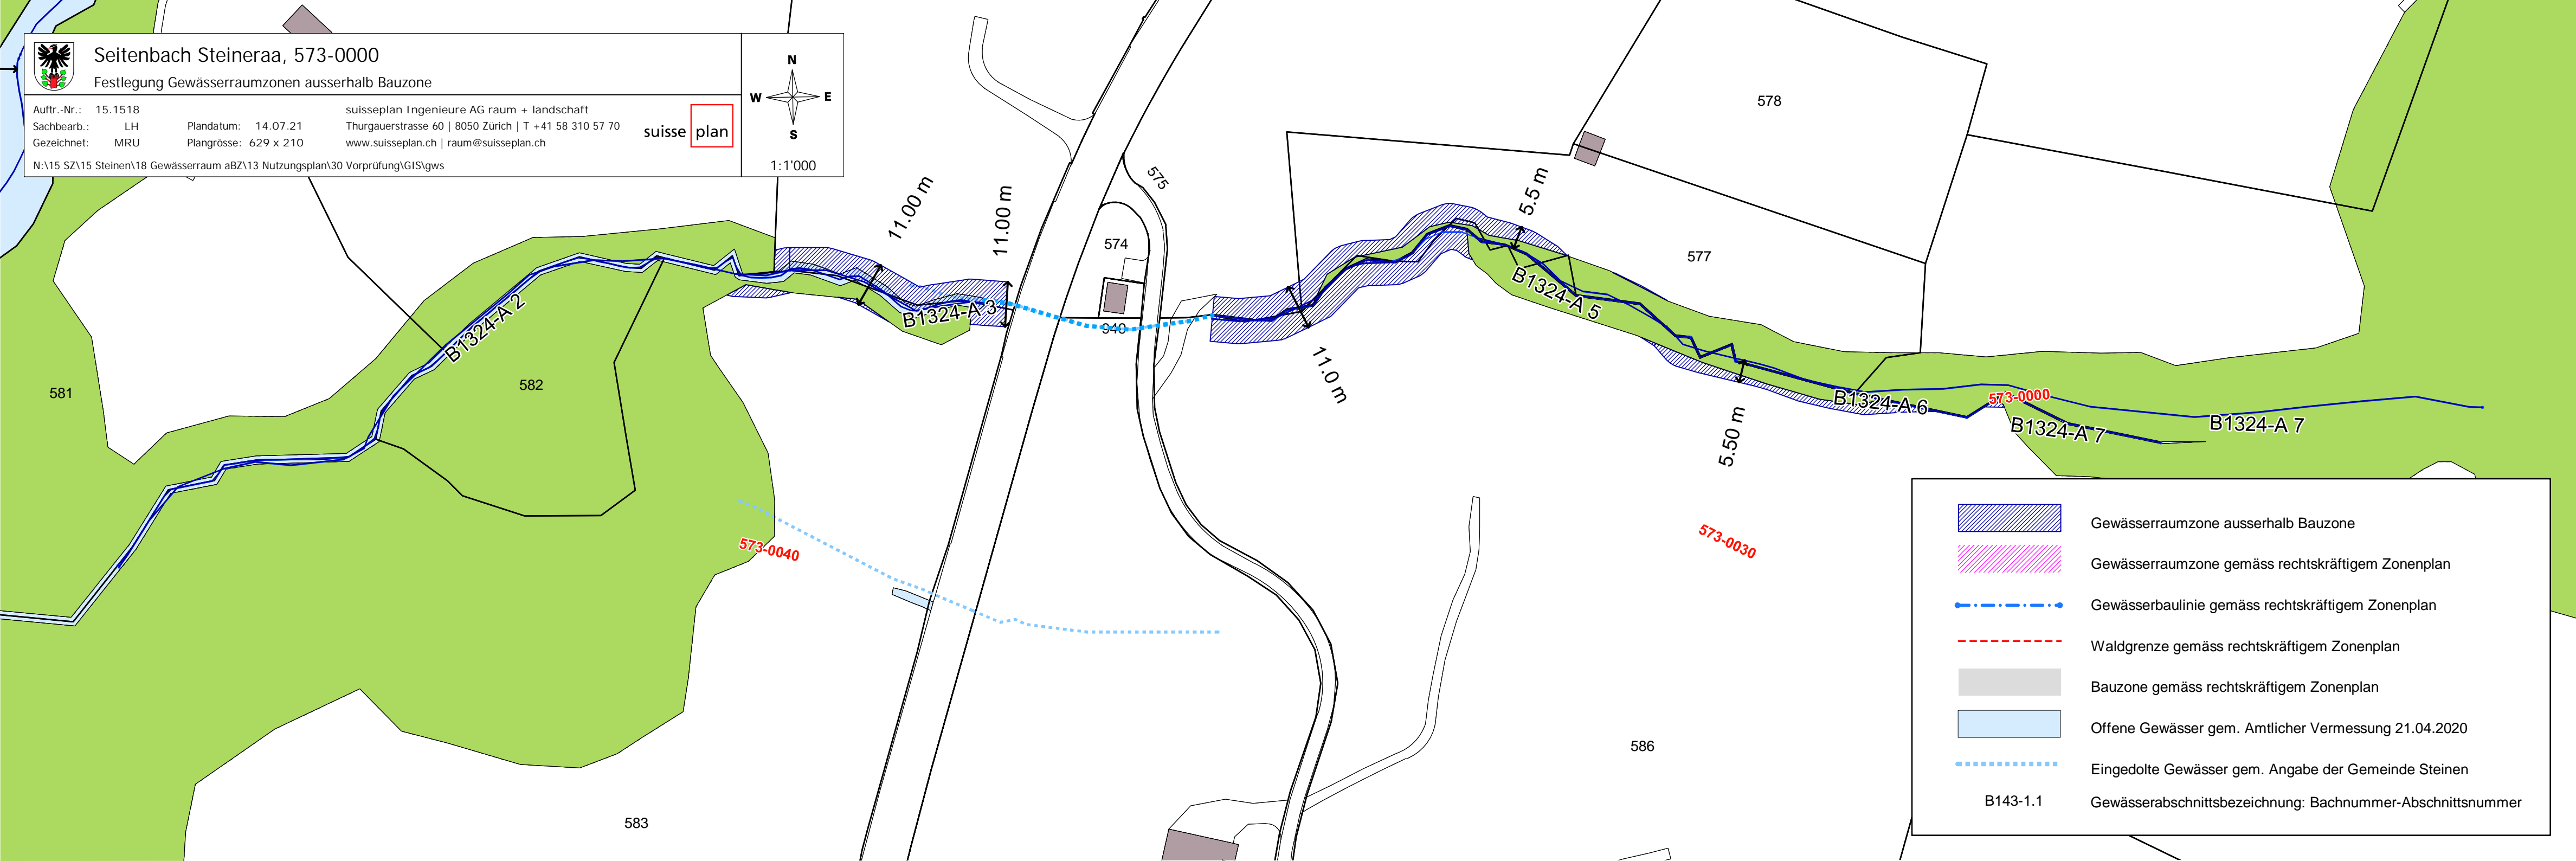 Seitenbach Steineraa, 573-0000
Festlegung Gewässerraumzonen ausserhalb Bauzone
Auftr.-Nr.: 15.1518
suisseplan Ingenieure AG raum + landschaft
Sachbearb.: LH
Plandatum: 14.07.21
Thurgauerstrasse 60 | 8050 Zürich | T +41 58 310 57 70
Gezeichnet: MRU
Plangrösse: 629 x 210
www.suisseplan.ch | raum@suisseplan.ch
suisse plan
N:\15 SZ\15 Steinen\18 Gewässerraum aBZ\13 Nutzungsplan\30 Vorprüfung\GIS\gws
N
W
E
S
1:1'000
578
575
11.00 m
11.00 m
5.5 m
574
577
B1324-A 2
B1324-A 3
B1324-A 5
940
11.0 m
581
582
5.50 m
B1324-A 6
573-0000
B1324-A 7
B1324-A 7
573-0040
573-0030
586
583
Gewässerraumzone ausserhalb Bauzone
Gewässerraumzone gemäss rechtskräftigem Zonenplan
Gewässerbaulinie gemäss rechtskräftigem Zonenplan
Waldgrenze gemäss rechtskräftigem Zonenplan
Bauzone gemäss rechtskräftigem Zonenplan
Offene Gewässer gem. Amtlicher Vermessung 21.04.2020
Eingedolte Gewässer gem. Angabe der Gemeinde Steinen
B143-1.1 Gewässerabschnittsbezeichnung: Bachnummer-Abschnittsnummer